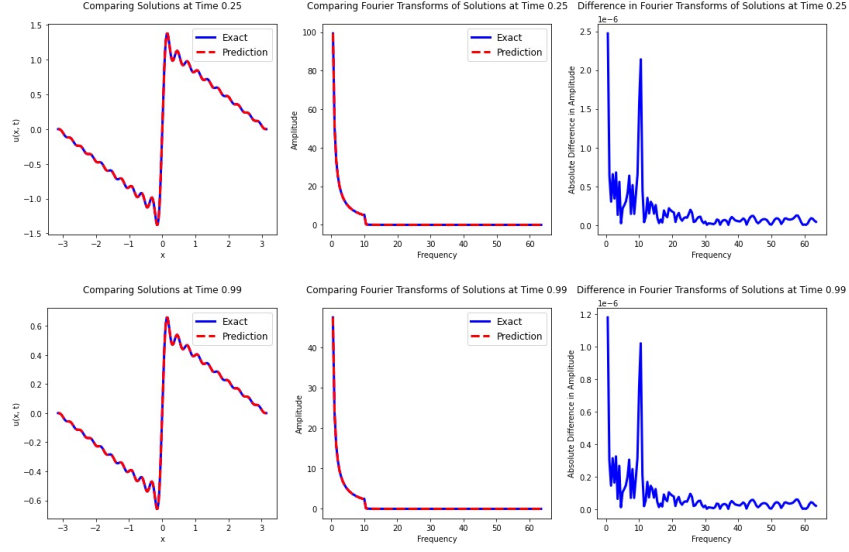 Comparing Solutions at Time 0.25
1.5
1.0
0.5
0.0
−0.5
−1.0
−1.5
u(x, t)
Exact
Prediction
−3 −2 −1 0 1 2 3
x
Comparing Fourier Transforms of Solutions at Time 0.25
100
80
60
40
20
0
Amplitude
Exact
Prediction
0 10 20 30 40 50 60
Frequency
Difference in Fourier Transforms of Solutions at Time 0.25
1e−6
2.5
2.0
1.5
1.0
0.5
0.0
Absolute Difference in Amplitude
0 10 20 30 40 50 60
Frequency
Comparing Solutions at Time 0.99
0.6
0.4
0.2
0.0
−0.2
−0.4
−0.6
u(x, t)
Exact
Prediction
−3 −2 −1 0 1 2 3
x
Comparing Fourier Transforms of Solutions at Time 0.99
40
30
20
10
0
Amplitude
Exact
Prediction
0 10 20 30 40 50 60
Frequency
Difference in Fourier Transforms of Solutions at Time 0.99
1e−6
1.2
1.0
0.8
0.6
0.4
0.2
0.0
Absolute Difference in Amplitude
0 10 20 30 40 50 60
Frequency